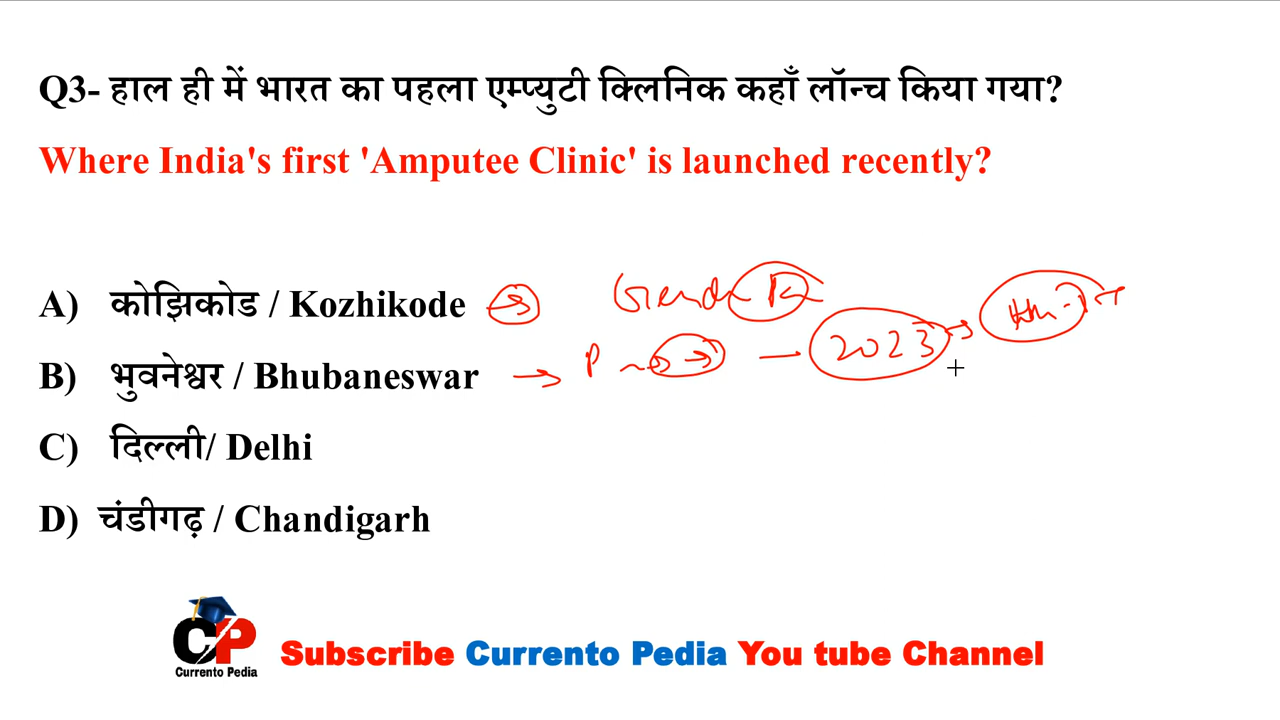 Q3- हाल ही में भारत का पहला एम्प्युटी क्लिनिक कहाँ लॉन्च किया गया?
Where India's first 'Amputee Clinic' is launched recently?
A) कोझिकोड / Kozhikode
B) भुवनेश्वर / Bhubaneswar
2023
C) दिल्ली/ Delhi
D) चंडीगढ़ / Chandigarh
CP
Currento Pedia
Subscribe Currento Pedia You tube Channel